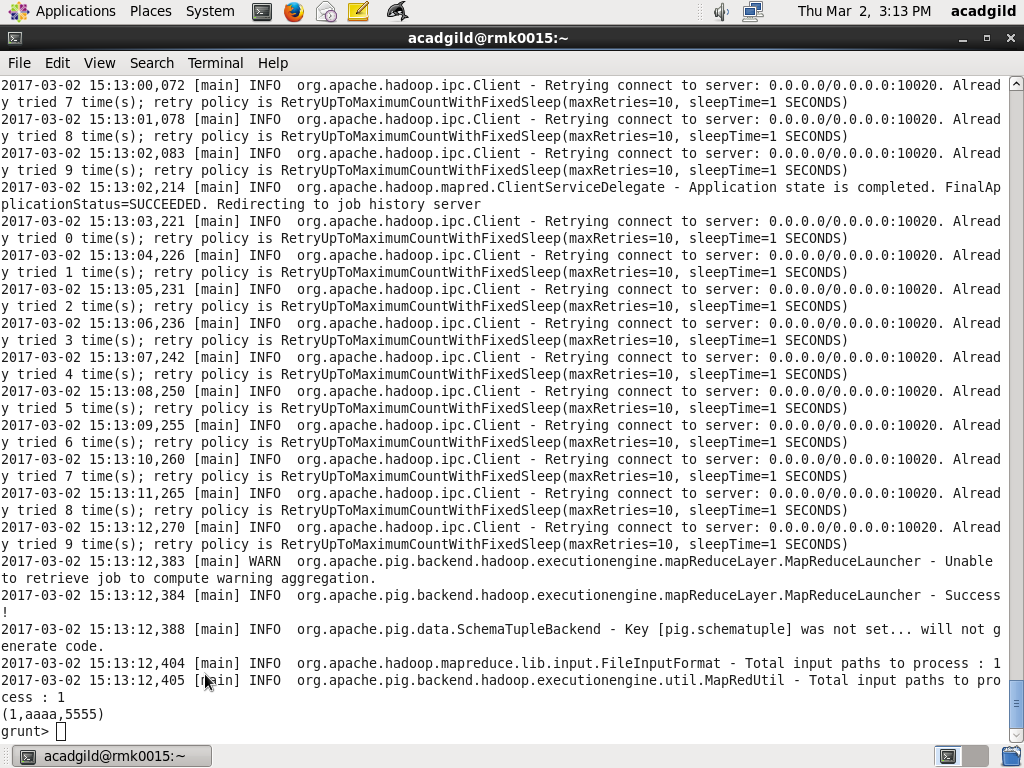 Applications Places System Thu Mar 2, 3:13 PM acadgild
acadgild@rmk0015:~
File Edit View Search Terminal Help
2017-03-02 15:13:00,072 [main] INFO  org.apache.hadoop.ipc.Client - Retrying connect to server: 0.0.0.0/0.0.0.0:10020. Alread
y tried 7 time(s); retry policy is RetryUpToMaximumCountWithFixedSleep(maxRetries=10, sleepTime=1 SECONDS)
2017-03-02 15:13:01,078 [main] INFO  org.apache.hadoop.ipc.Client - Retrying connect to server: 0.0.0.0/0.0.0.0:10020. Alread
y tried 8 time(s); retry policy is RetryUpToMaximumCountWithFixedSleep(maxRetries=10, sleepTime=1 SECONDS)
2017-03-02 15:13:02,083 [main] INFO  org.apache.hadoop.ipc.Client - Retrying connect to server: 0.0.0.0/0.0.0.0:10020. Alread
y tried 9 time(s); retry policy is RetryUpToMaximumCountWithFixedSleep(maxRetries=10, sleepTime=1 SECONDS)
2017-03-02 15:13:02,214 [main] INFO  org.apache.hadoop.mapred.ClientServiceDelegate - Application state is completed. FinalAp
plicationStatus=SUCCEEDED. Redirecting to job history server
2017-03-02 15:13:03,221 [main] INFO  org.apache.hadoop.ipc.Client - Retrying connect to server: 0.0.0.0/0.0.0.0:10020. Alread
y tried 0 time(s); retry policy is RetryUpToMaximumCountWithFixedSleep(maxRetries=10, sleepTime=1 SECONDS)
2017-03-02 15:13:04,226 [main] INFO  org.apache.hadoop.ipc.Client - Retrying connect to server: 0.0.0.0/0.0.0.0:10020. Alread
y tried 1 time(s); retry policy is RetryUpToMaximumCountWithFixedSleep(maxRetries=10, sleepTime=1 SECONDS)
2017-03-02 15:13:05,231 [main] INFO  org.apache.hadoop.ipc.Client - Retrying connect to server: 0.0.0.0/0.0.0.0:10020. Alread
y tried 2 time(s); retry policy is RetryUpToMaximumCountWithFixedSleep(maxRetries=10, sleepTime=1 SECONDS)
2017-03-02 15:13:06,236 [main] INFO  org.apache.hadoop.ipc.Client - Retrying connect to server: 0.0.0.0/0.0.0.0:10020. Alread
y tried 3 time(s); retry policy is RetryUpToMaximumCountWithFixedSleep(maxRetries=10, sleepTime=1 SECONDS)
2017-03-02 15:13:07,242 [main] INFO  org.apache.hadoop.ipc.Client - Retrying connect to server: 0.0.0.0/0.0.0.0:10020. Alread
y tried 4 time(s); retry policy is RetryUpToMaximumCountWithFixedSleep(maxRetries=10, sleepTime=1 SECONDS)
2017-03-02 15:13:08,250 [main] INFO  org.apache.hadoop.ipc.Client - Retrying connect to server: 0.0.0.0/0.0.0.0:10020. Alread
y tried 5 time(s); retry policy is RetryUpToMaximumCountWithFixedSleep(maxRetries=10, sleepTime=1 SECONDS)
2017-03-02 15:13:09,255 [main] INFO  org.apache.hadoop.ipc.Client - Retrying connect to server: 0.0.0.0/0.0.0.0:10020. Alread
y tried 6 time(s); retry policy is RetryUpToMaximumCountWithFixedSleep(maxRetries=10, sleepTime=1 SECONDS)
2017-03-02 15:13:10,260 [main] INFO  org.apache.hadoop.ipc.Client - Retrying connect to server: 0.0.0.0/0.0.0.0:10020. Alread
y tried 7 time(s); retry policy is RetryUpToMaximumCountWithFixedSleep(maxRetries=10, sleepTime=1 SECONDS)
2017-03-02 15:13:11,265 [main] INFO  org.apache.hadoop.ipc.Client - Retrying connect to server: 0.0.0.0/0.0.0.0:10020. Alread
y tried 8 time(s); retry policy is RetryUpToMaximumCountWithFixedSleep(maxRetries=10, sleepTime=1 SECONDS)
2017-03-02 15:13:12,270 [main] INFO  org.apache.hadoop.ipc.Client - Retrying connect to server: 0.0.0.0/0.0.0.0:10020. Alread
y tried 9 time(s); retry policy is RetryUpToMaximumCountWithFixedSleep(maxRetries=10, sleepTime=1 SECONDS)
2017-03-02 15:13:12,383 [main] WARN  org.apache.pig.backend.hadoop.executionengine.mapReduceLayer.MapReduceLauncher - Unable
to retrieve job to compute warning aggregation.
2017-03-02 15:13:12,384 [main] INFO  org.apache.pig.backend.hadoop.executionengine.mapReduceLayer.MapReduceLauncher - Success
!
2017-03-02 15:13:12,388 [main] INFO  org.apache.pig.data.SchemaTupleBackend - Key [pig.schematuple] was not set... will not g
enerate code.
2017-03-02 15:13:12,404 [main] INFO  org.apache.hadoop.mapreduce.lib.input.FileInputFormat - Total input paths to process : 1
2017-03-02 15:13:12,405 [main] INFO  org.apache.pig.backend.hadoop.executionengine.util.MapRedUtil - Total input paths to pro
cess : 1
(1,aaaa,5555)
grunt>
acadgild@rmk0015:~